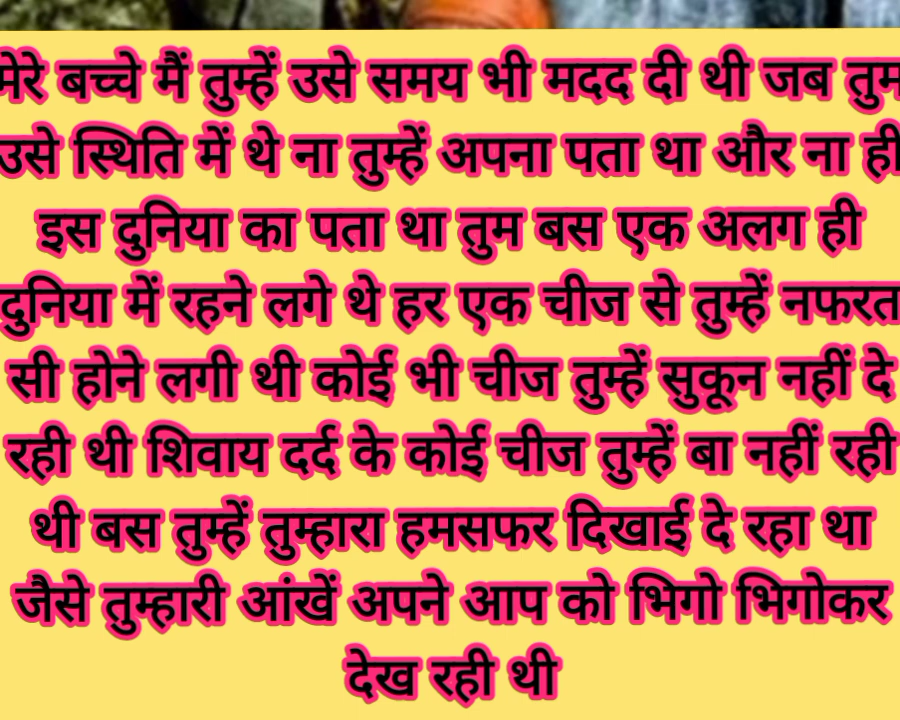 मेरे बच्चे मैं तुम्हें उसे समय भी मदद दी थी जब तुम
उसे स्थिति में थे ना तुम्हें अपना पता था और ना ही
इस दुनिया का पता था तुम बस एक अलग ही
दुनिया में रहने लगे थे हर एक चीज से तुम्हें नफरत
सी होने लगी थी कोई भी चीज तुम्हें सुकून नहीं दे
रही थी शिवाय दर्द के कोई चीज तुम्हें बा नहीं रही
थी बस तुम्हें तुम्हारा हमसफर दिखाई दे रहा था
जैसे तुम्हारी आंखें अपने आप को भिगो भिगोकर
देख रही थी